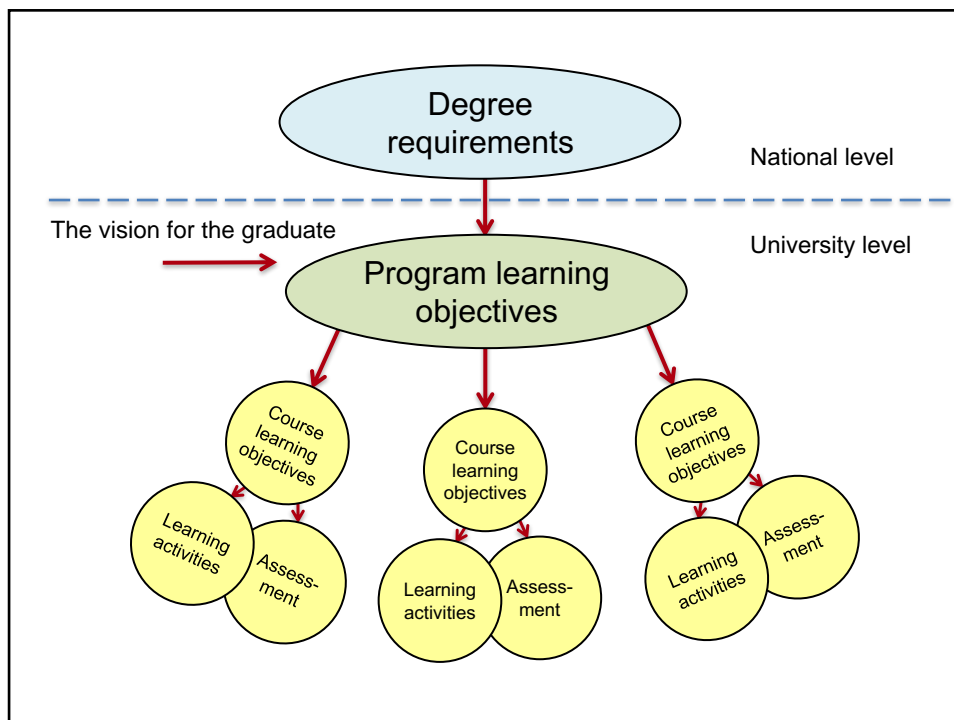 Degree
requirements
National level
The vision for the graduate
University level
Program learning
objectives
Course
learning
objectives
Learning
activities
Assess-
ment
Course
learning
objectives
Learning
activities
Assess-
ment
Course
learning
objectives
Learning
activities
Assess-
ment